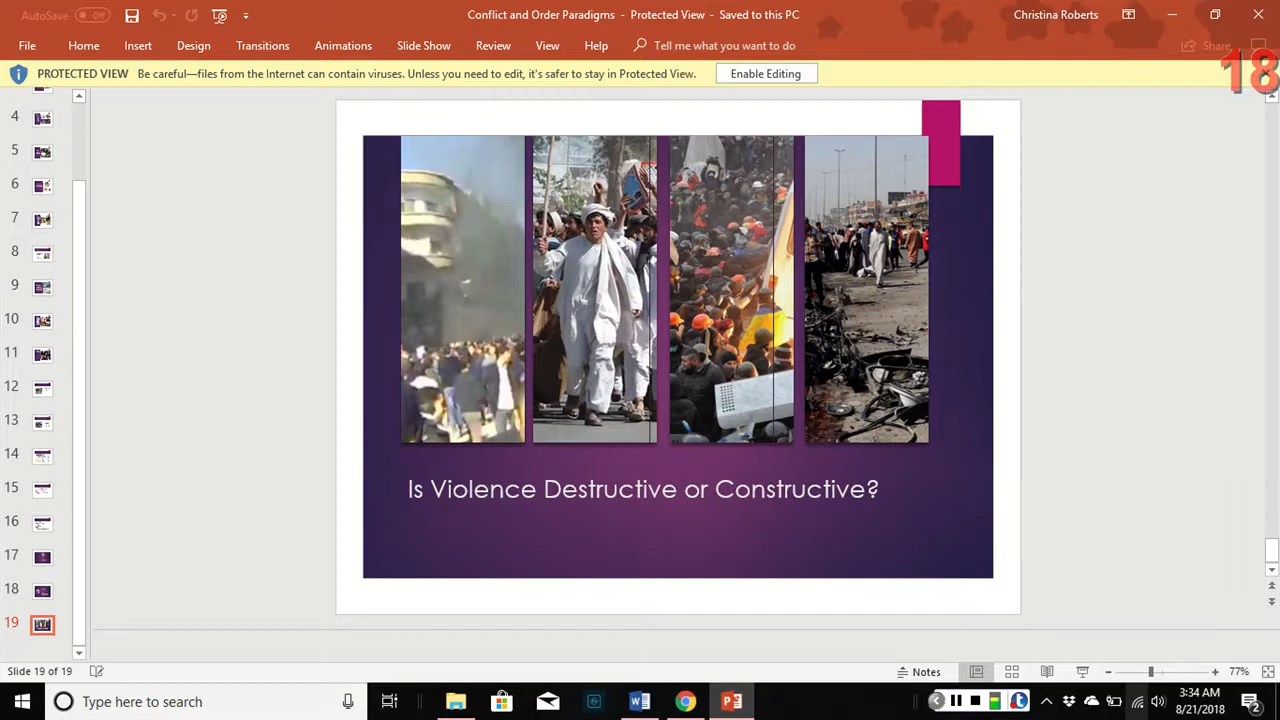 AutoSave Off
Conflict and Order Paradigms - Protected View - Saved to this PC
Christina Roberts
File Home Insert Design Transitions Animations Slide Show Review View Help Tell me what you want to do Share
PROTECTED VIEW Be careful—files from the Internet can contain viruses. Unless you need to edit, it's safer to stay in Protected View. Enable Editing
18
4
5
6
7
8
9
10
11
12
13
14
15
16
17
18
19
Is Violence Destructive or Constructive?
Slide 19 of 19 Notes 77%
Type here to search
3:34 AM
8/21/2018
2